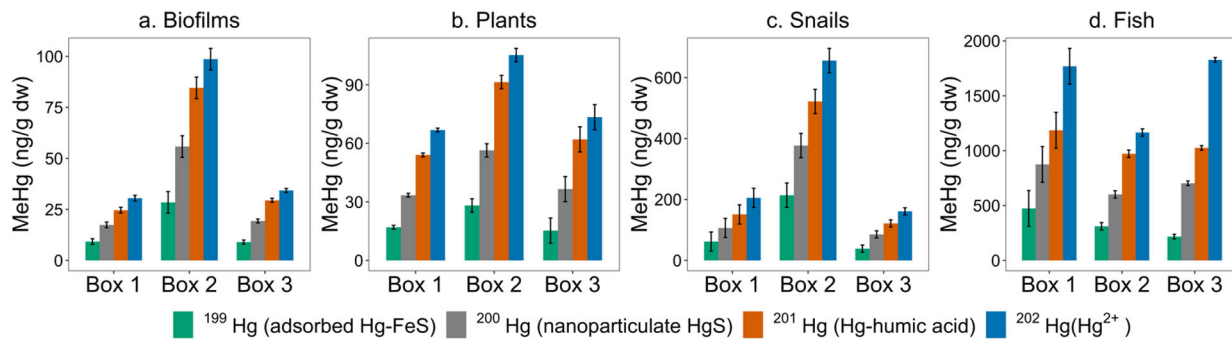 a. Biofilms
MeHg (ng/g dw)
100
75
50
25
0
Box 1 Box 2 Box 3
b. Plants
MeHg (ng/g dw)
90
60
30
0
Box 1 Box 2 Box 3
c. Snails
MeHg (ng/g dw)
600
400
200
0
Box 1 Box 2 Box 3
d. Fish
MeHg (ng/g dw)
2000
1500
1000
500
0
Box 1 Box 2 Box 3
¹⁹⁹ Hg (adsorbed Hg-FeS) ²⁰⁰ Hg (nanoparticulate HgS) ²⁰¹ Hg (Hg-humic acid) ²⁰² Hg(Hg²⁺ )